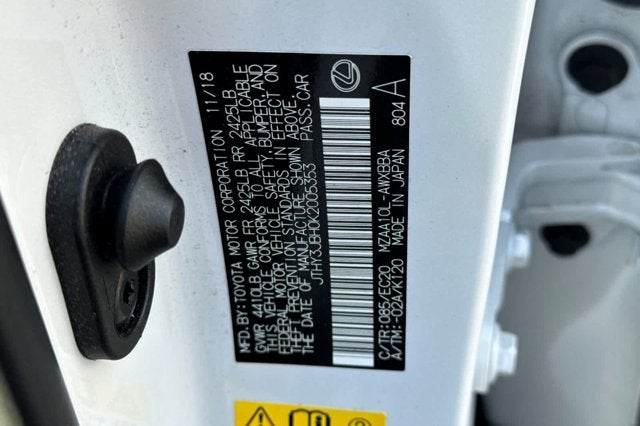 MFD.BY:TOYOTA MOTOR CORPORATION 11/18
GVWR 4410LB GAWR FR 2425LB RR 2425LB
THIS VEHICLE CONFORMS TO ALL APPLICABLE
FEDERAL MOTOR VEHICLE SAFETY, BUMPER, AND
THEFT PREVENTION STANDARDS IN EFFECT ON
THE DATE OF MANUFACTURE SHOWN ABOVE.
JTHY3JBH0K2005353 PASS.CAR
C/TR:085/EC20 MZAA10L-AWXBBA
A/TM:-02A/K120 MADE IN JAPAN 804 A